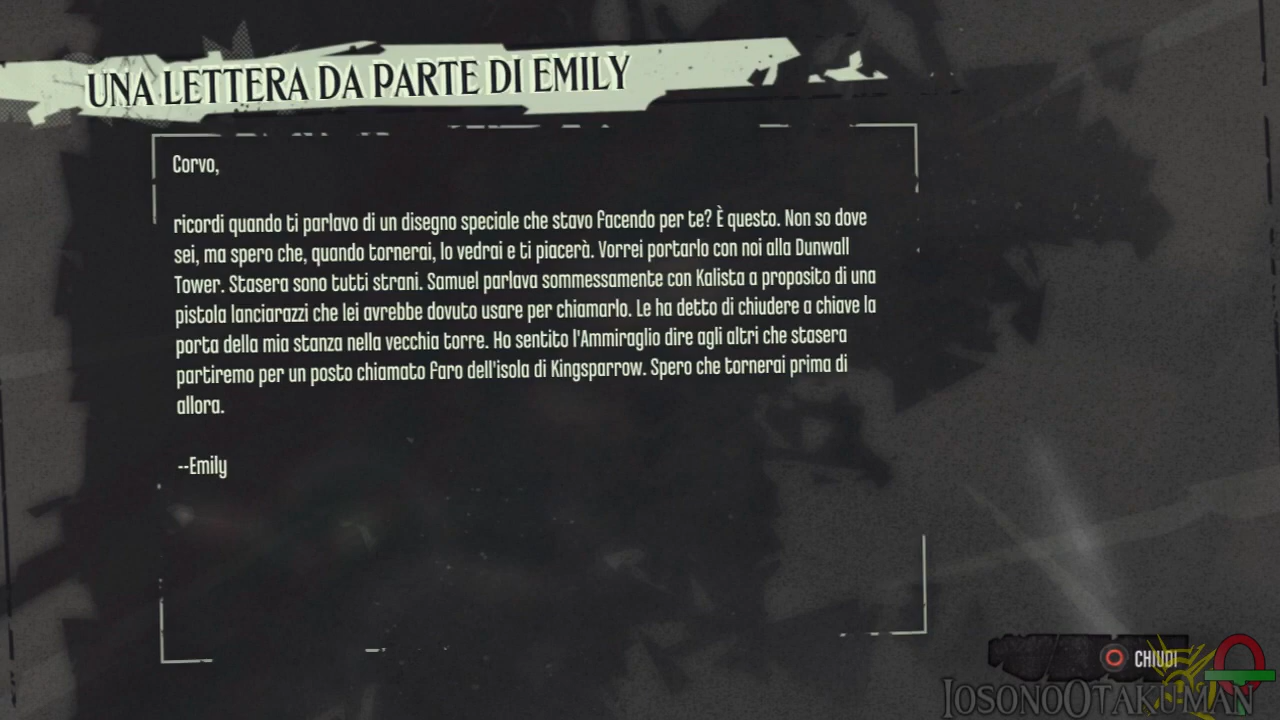 UNA LETTERA DA PARTE DI EMILY
Corvo,
ricordi quando ti parlavo di un disegno speciale che stavo facendo per te? È questo. Non so dove
sei, ma spero che, quando tornerai, lo vedrai e ti piacerà. Vorrei portarlo con noi alla Dunwall
Tower. Stasera sono tutti strani. Samuel parlava sommessamente con Kalista a proposito di una
pistola lanciarazzi che lei avrebbe dovuto usare per chiamarlo. Le ha detto di chiudere a chiave la
porta della mia stanza nella vecchia torre. Ho sentito l'Ammiraglio dire agli altri che stasera
partiremo per un posto chiamato faro dell'isola di Kingsparrow. Spero che tornerai prima di
allora.
--Emily
CHIUDI
IOSONOOTAKUMAN